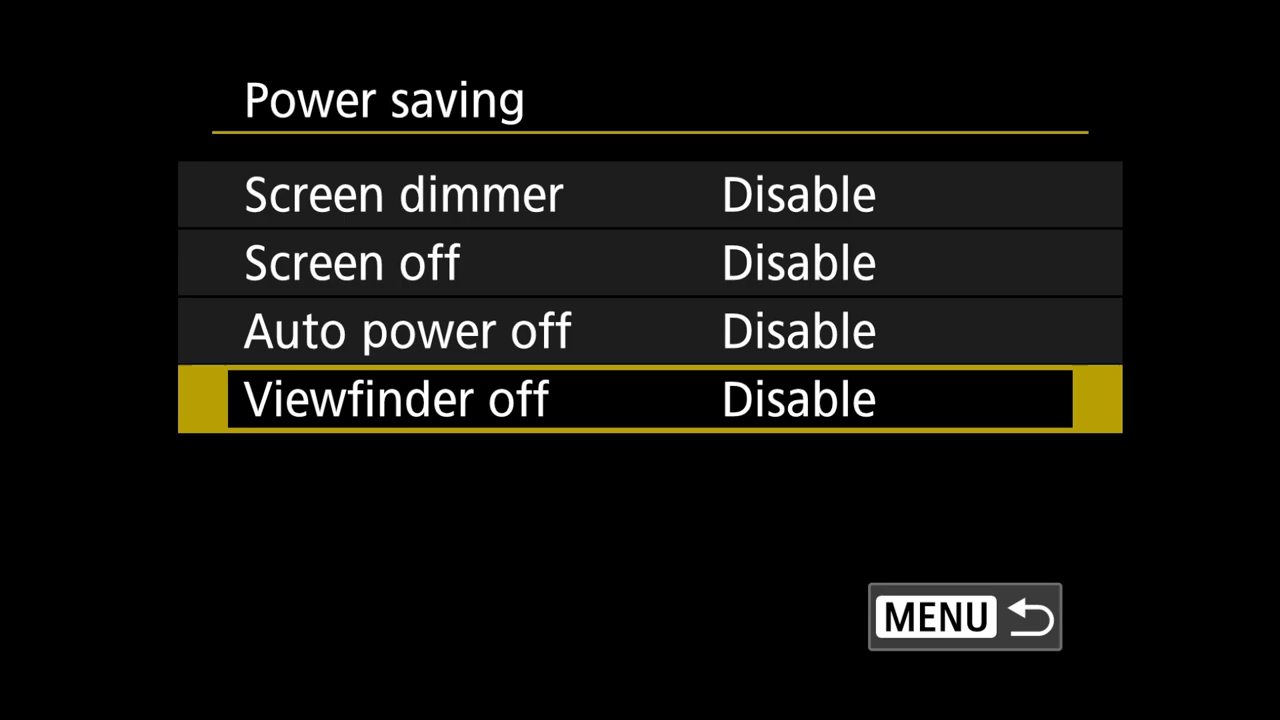 Power saving
Screen dimmer Disable
Screen off Disable
Auto power off Disable
Viewfinder off Disable
MENU